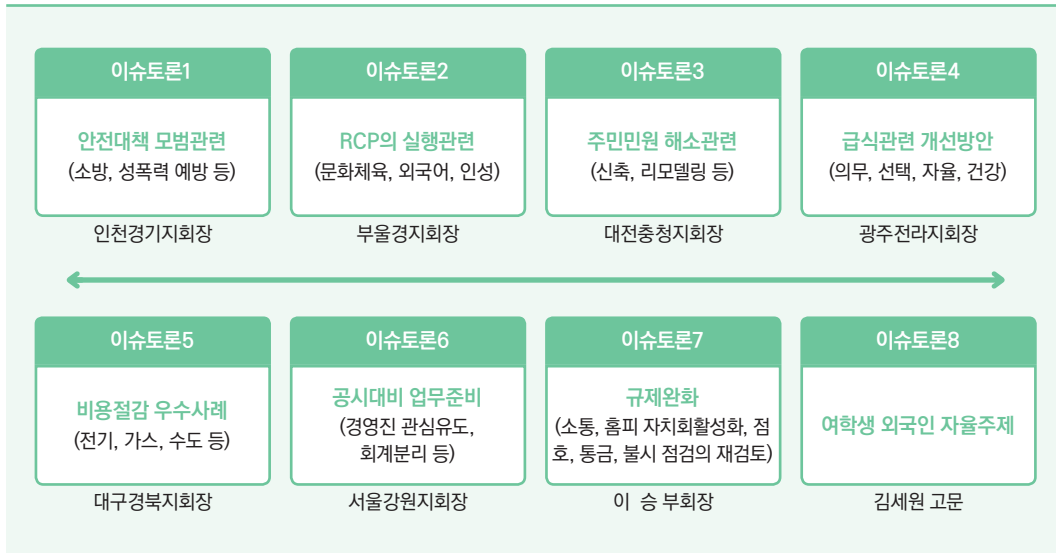 이슈토론1
안전대책 모범관련
(소방, 성폭력 예방 등)
인천경기지회장
이슈토론2
RCP의 실행관련
(문화체육, 외국어, 인성)
부울경지회장
이슈토론3
주민민원 해소관련
(신축, 리모델링 등)
대전충청지회장
이슈토론4
급식관련 개선방안
(의무, 선택, 자율, 건강)
광주전라지회장
이슈토론5
비용절감 우수사례
(전기, 가스, 수도 등)
대구경북지회장
이슈토론6
공시대비 업무준비
(경영진 관심유도,
회계분리 등)
서울강원지회장
이슈토론7
규제완화
(소통, 홈피 자치회활성화, 점
호, 통금, 불시 점검의 재검토)
이 승 부회장
이슈토론8
여학생 외국인 자율주제
김세원 고문